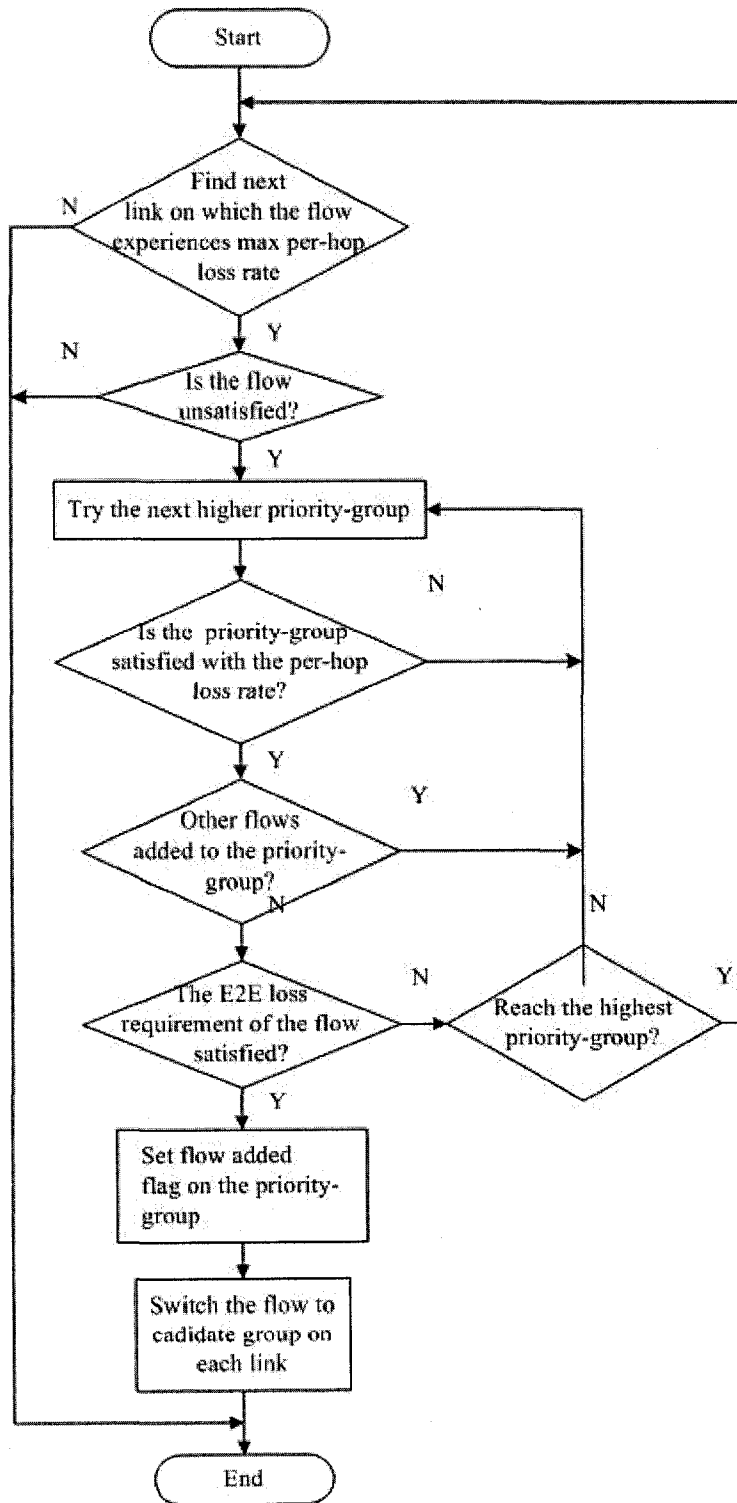 Start
Find next
link on which the flow
experiences max per-hop
loss rate
N
Y
N
Is the flow
unsatisfied?
Y
Try the next higher priority-group
N
Is the priority-group
satisfied with the per-hop
loss rate?
Y
Y
Other flows
added to the priority-
group?
N
N
The E2E loss
requirement of the flow
satisfied?
N
Y
Reach the highest
priority-group?
Y
Set flow added
flag on the priority-
group
Switch the flow to
cadidate group on
each link
End